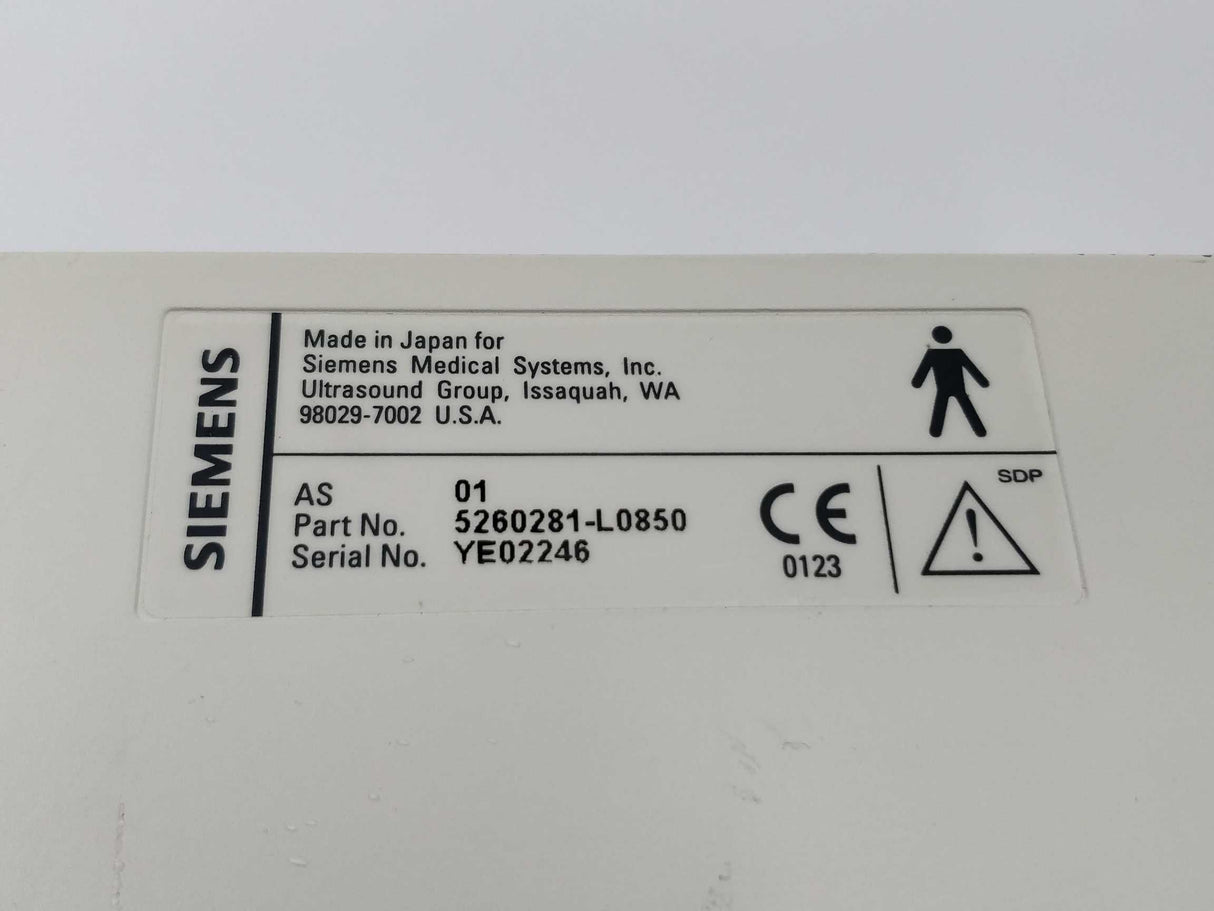 SIEMENS
Made in Japan for
Siemens Medical Systems, Inc.
Ultrasound Group, Issaquah, WA
98029-7002 U.S.A.
AS 01
Part No. 5260281-L0850
Serial No. YE02246
CE
0123
SDP
!